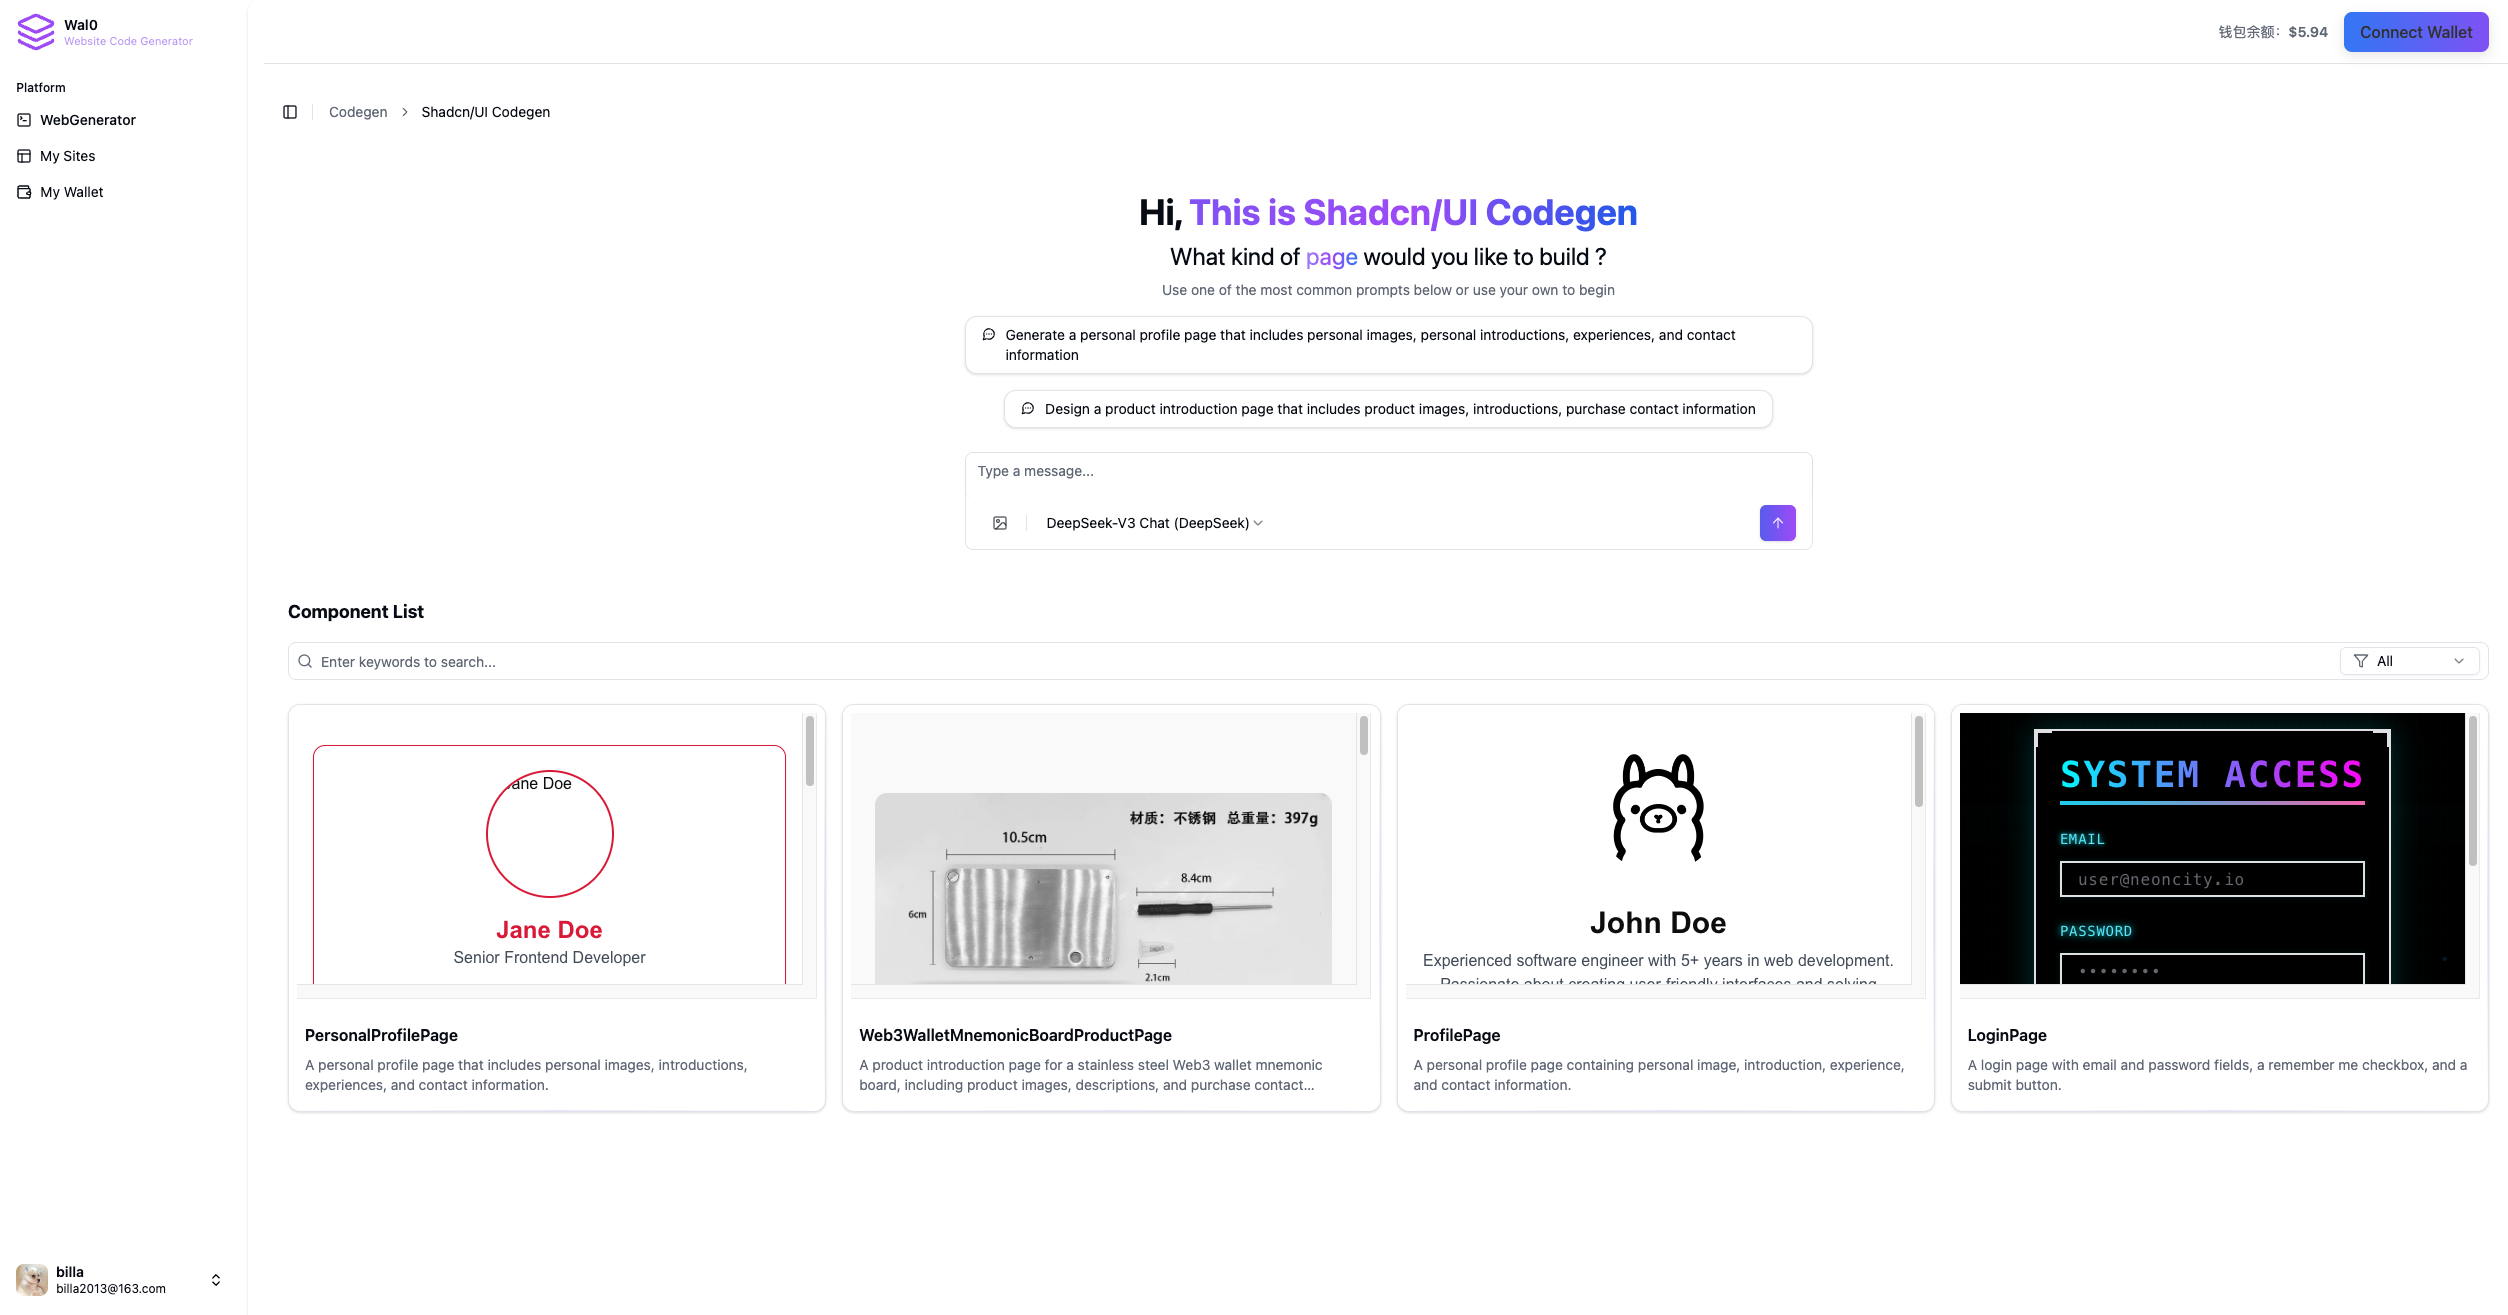 Wal0
Website Code Generator
Platform
WebGenerator
My Sites
My Wallet
钱包余额：$5.94
Connect Wallet
Codegen
Shadcn/UI Codegen
Hi, This is Shadcn/UI Codegen
What kind of page would you like to build ?
Use one of the most common prompts below or use your own to begin
Generate a personal profile page that includes personal images, personal introductions, experiences, and contact
information
Design a product introduction page that includes product images, introductions, purchase contact information
Type a message...
DeepSeek-V3 Chat (DeepSeek)
Component List
Enter keywords to search...
All
Jane Doe
Jane Doe
Senior Frontend Developer
PersonalProfilePage
A personal profile page that includes personal images, introductions,
experiences, and contact information.
材质：不锈钢 总重量：397g
10.5cm
8.4cm
6cm
2.1cm
Web3WalletMnemonicBoardProductPage
A product introduction page for a stainless steel Web3 wallet mnemonic
board, including product images, descriptions, and purchase contact...
John Doe
Experienced software engineer with 5+ years in web development.
Passionate about creating user-friendly interfaces and solving
ProfilePage
A personal profile page containing personal image, introduction, experience,
and contact information.
SYSTEM ACCESS
EMAIL
user@neoncity.io
PASSWORD
••••••••
LoginPage
A login page with email and password fields, a remember me checkbox, and a
submit button.
billa
billa2013@163.com